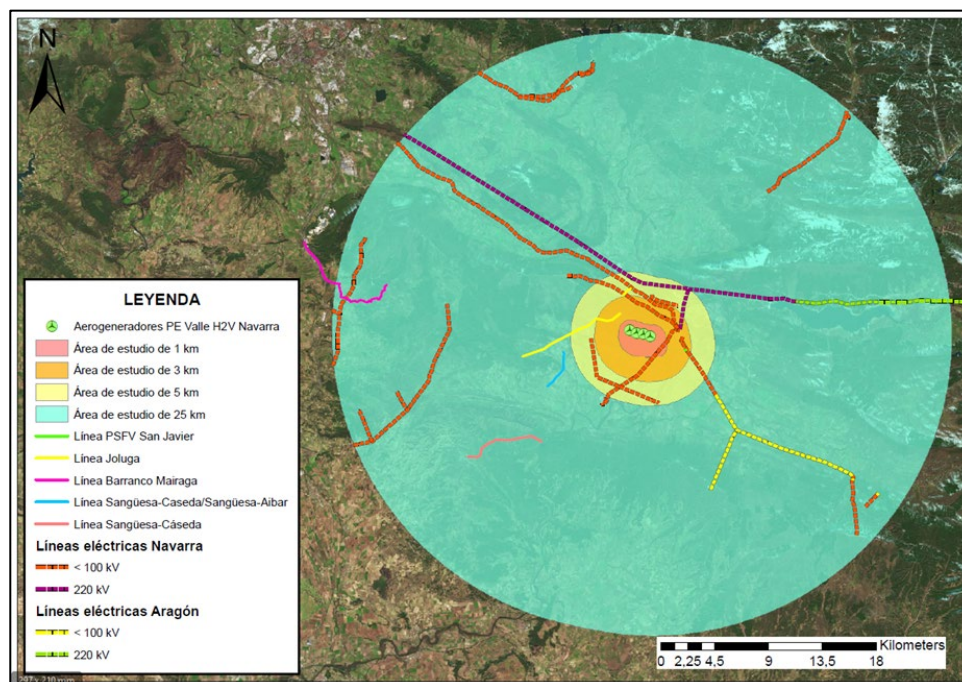 N
LEYENDA
Aerogeneradores PE Valle H2V Navarra
Área de estudio de 1 km
Área de estudio de 3 km
Área de estudio de 5 km
Área de estudio de 25 km
Línea PSFV San Javier
Línea Joluga
Línea Barranco Mairaga
Línea Sangüesa-Caseda/Sangüesa-Aibar
Línea Sangüesa-Cáseda
Líneas eléctricas Navarra
< 100 kV
220 kV
Líneas eléctricas Aragón
< 100 kV
220 kV
Kilometers
0 2,25 4,5 9 13,5 18
297 x 210 mm